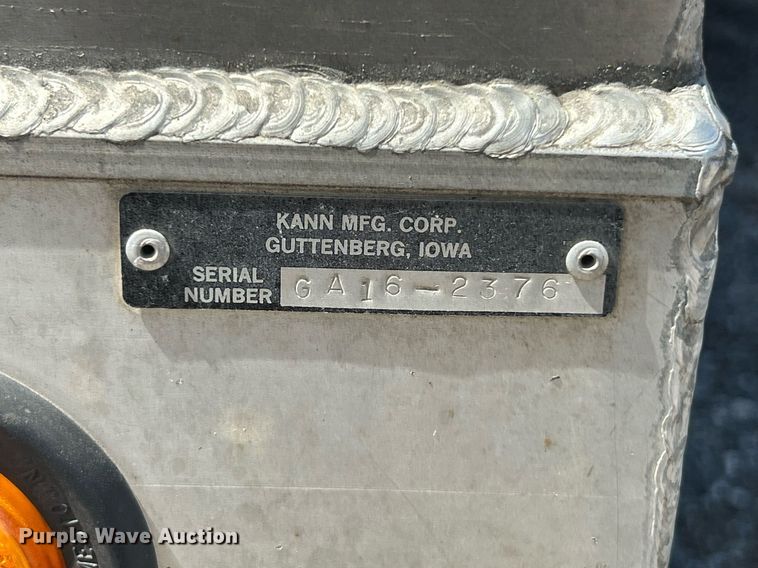 KANN MFG. CORP.
GUTTENBERG, IOWA
SERIAL
NUMBER GA16-2376
Purple Wave Auction